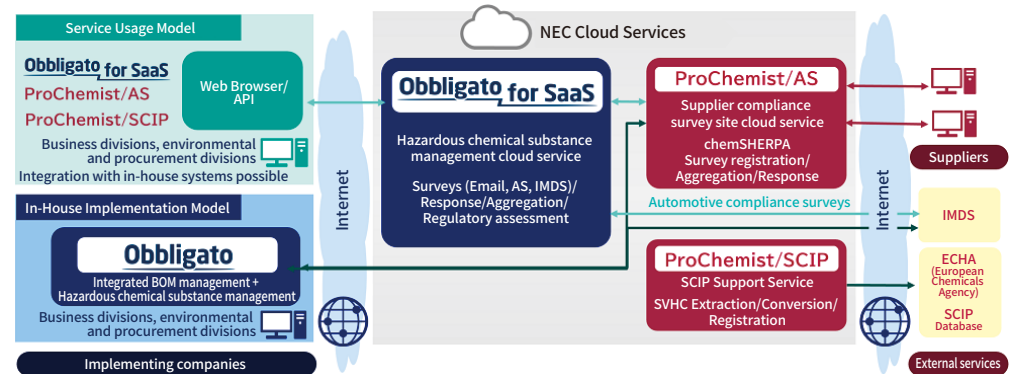 Service Usage Model
Obbligato for SaaS
ProChemist/AS
ProChemist/SCIP
Web Browser/
API
Business divisions, environmental
and procurement divisions
Integration with in-house systems possible
In-House Implementation Model
Obbligato
Integrated BOM management +
Hazardous chemical substance management
Business divisions, environmental
and procurement divisions
Implementing companies
Internet
NEC Cloud Services
Obbligato for SaaS
Hazardous chemical substance
management cloud service
Surveys (Email, AS, IMDS)/
Response/Aggregation/
Regulatory assessment
ProChemist/AS
Supplier compliance
survey site cloud service
chemSHERPA
Survey registration/
Aggregation/Response
Automotive compliance surveys
ProChemist/SCIP
SCIP Support Service
SVHC Extraction/Conversion/
Registration
Internet
Suppliers
IMDS
ECHA
(European
Chemicals
Agency)
SCIP
Database
External services